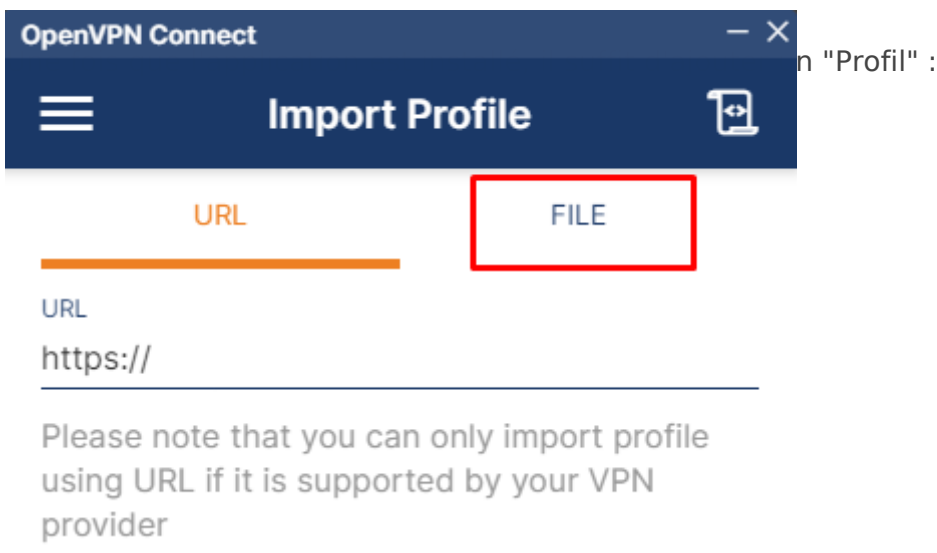 OpenVPN Connect
n "Profil" :
Import Profile
URL
FILE
URL
https://
Please note that you can only import profile
using URL if it is supported by your VPN
provider